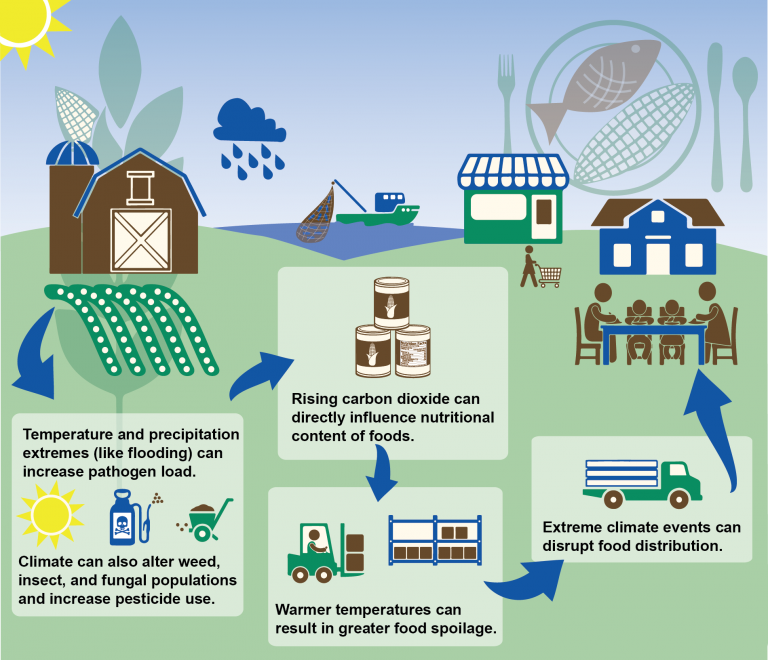 Temperature and precipitation
extremes (like flooding) can
increase pathogen load.
Climate can also alter weed,
insect, and fungal populations
and increase pesticide use.
Rising carbon dioxide can
directly influence nutritional
content of foods.
Warmer temperatures can
result in greater food spoilage.
Extreme climate events can
disrupt food distribution.